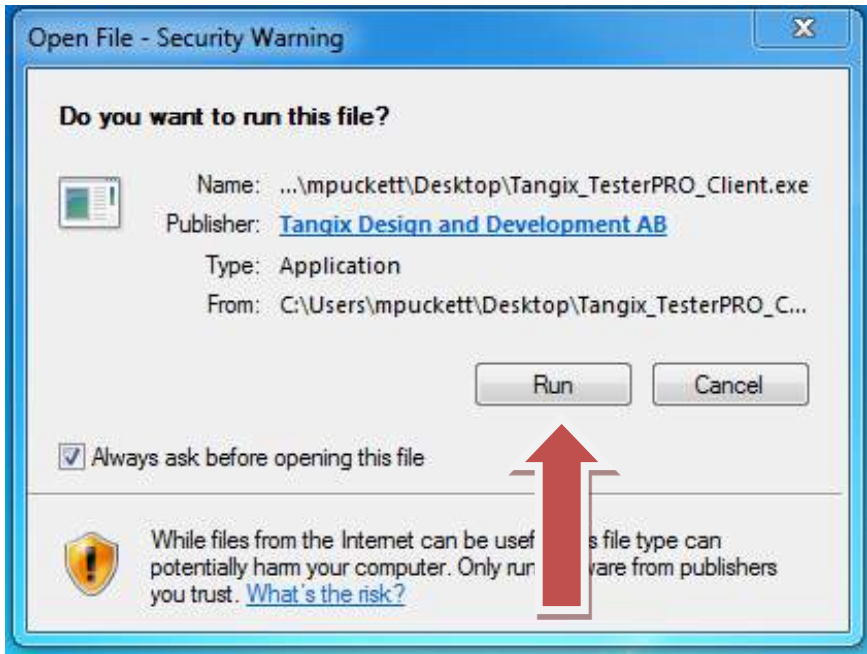 Open File - Security Warning
Do you want to run this file?
Name: ...\mpuckett\Desktop\Tangix_TesterPRO_Client.exe
Publisher: Tangix Design and Development AB
Type: Application
From: C:\Users\mpuckett\Desktop\Tangix_TesterPRO_C...
Run Cancel
Always ask before opening this file
While files from the Internet can be usef s file type can
potentially harm your computer. Only run ware from publishers
you trust. What's the risk?